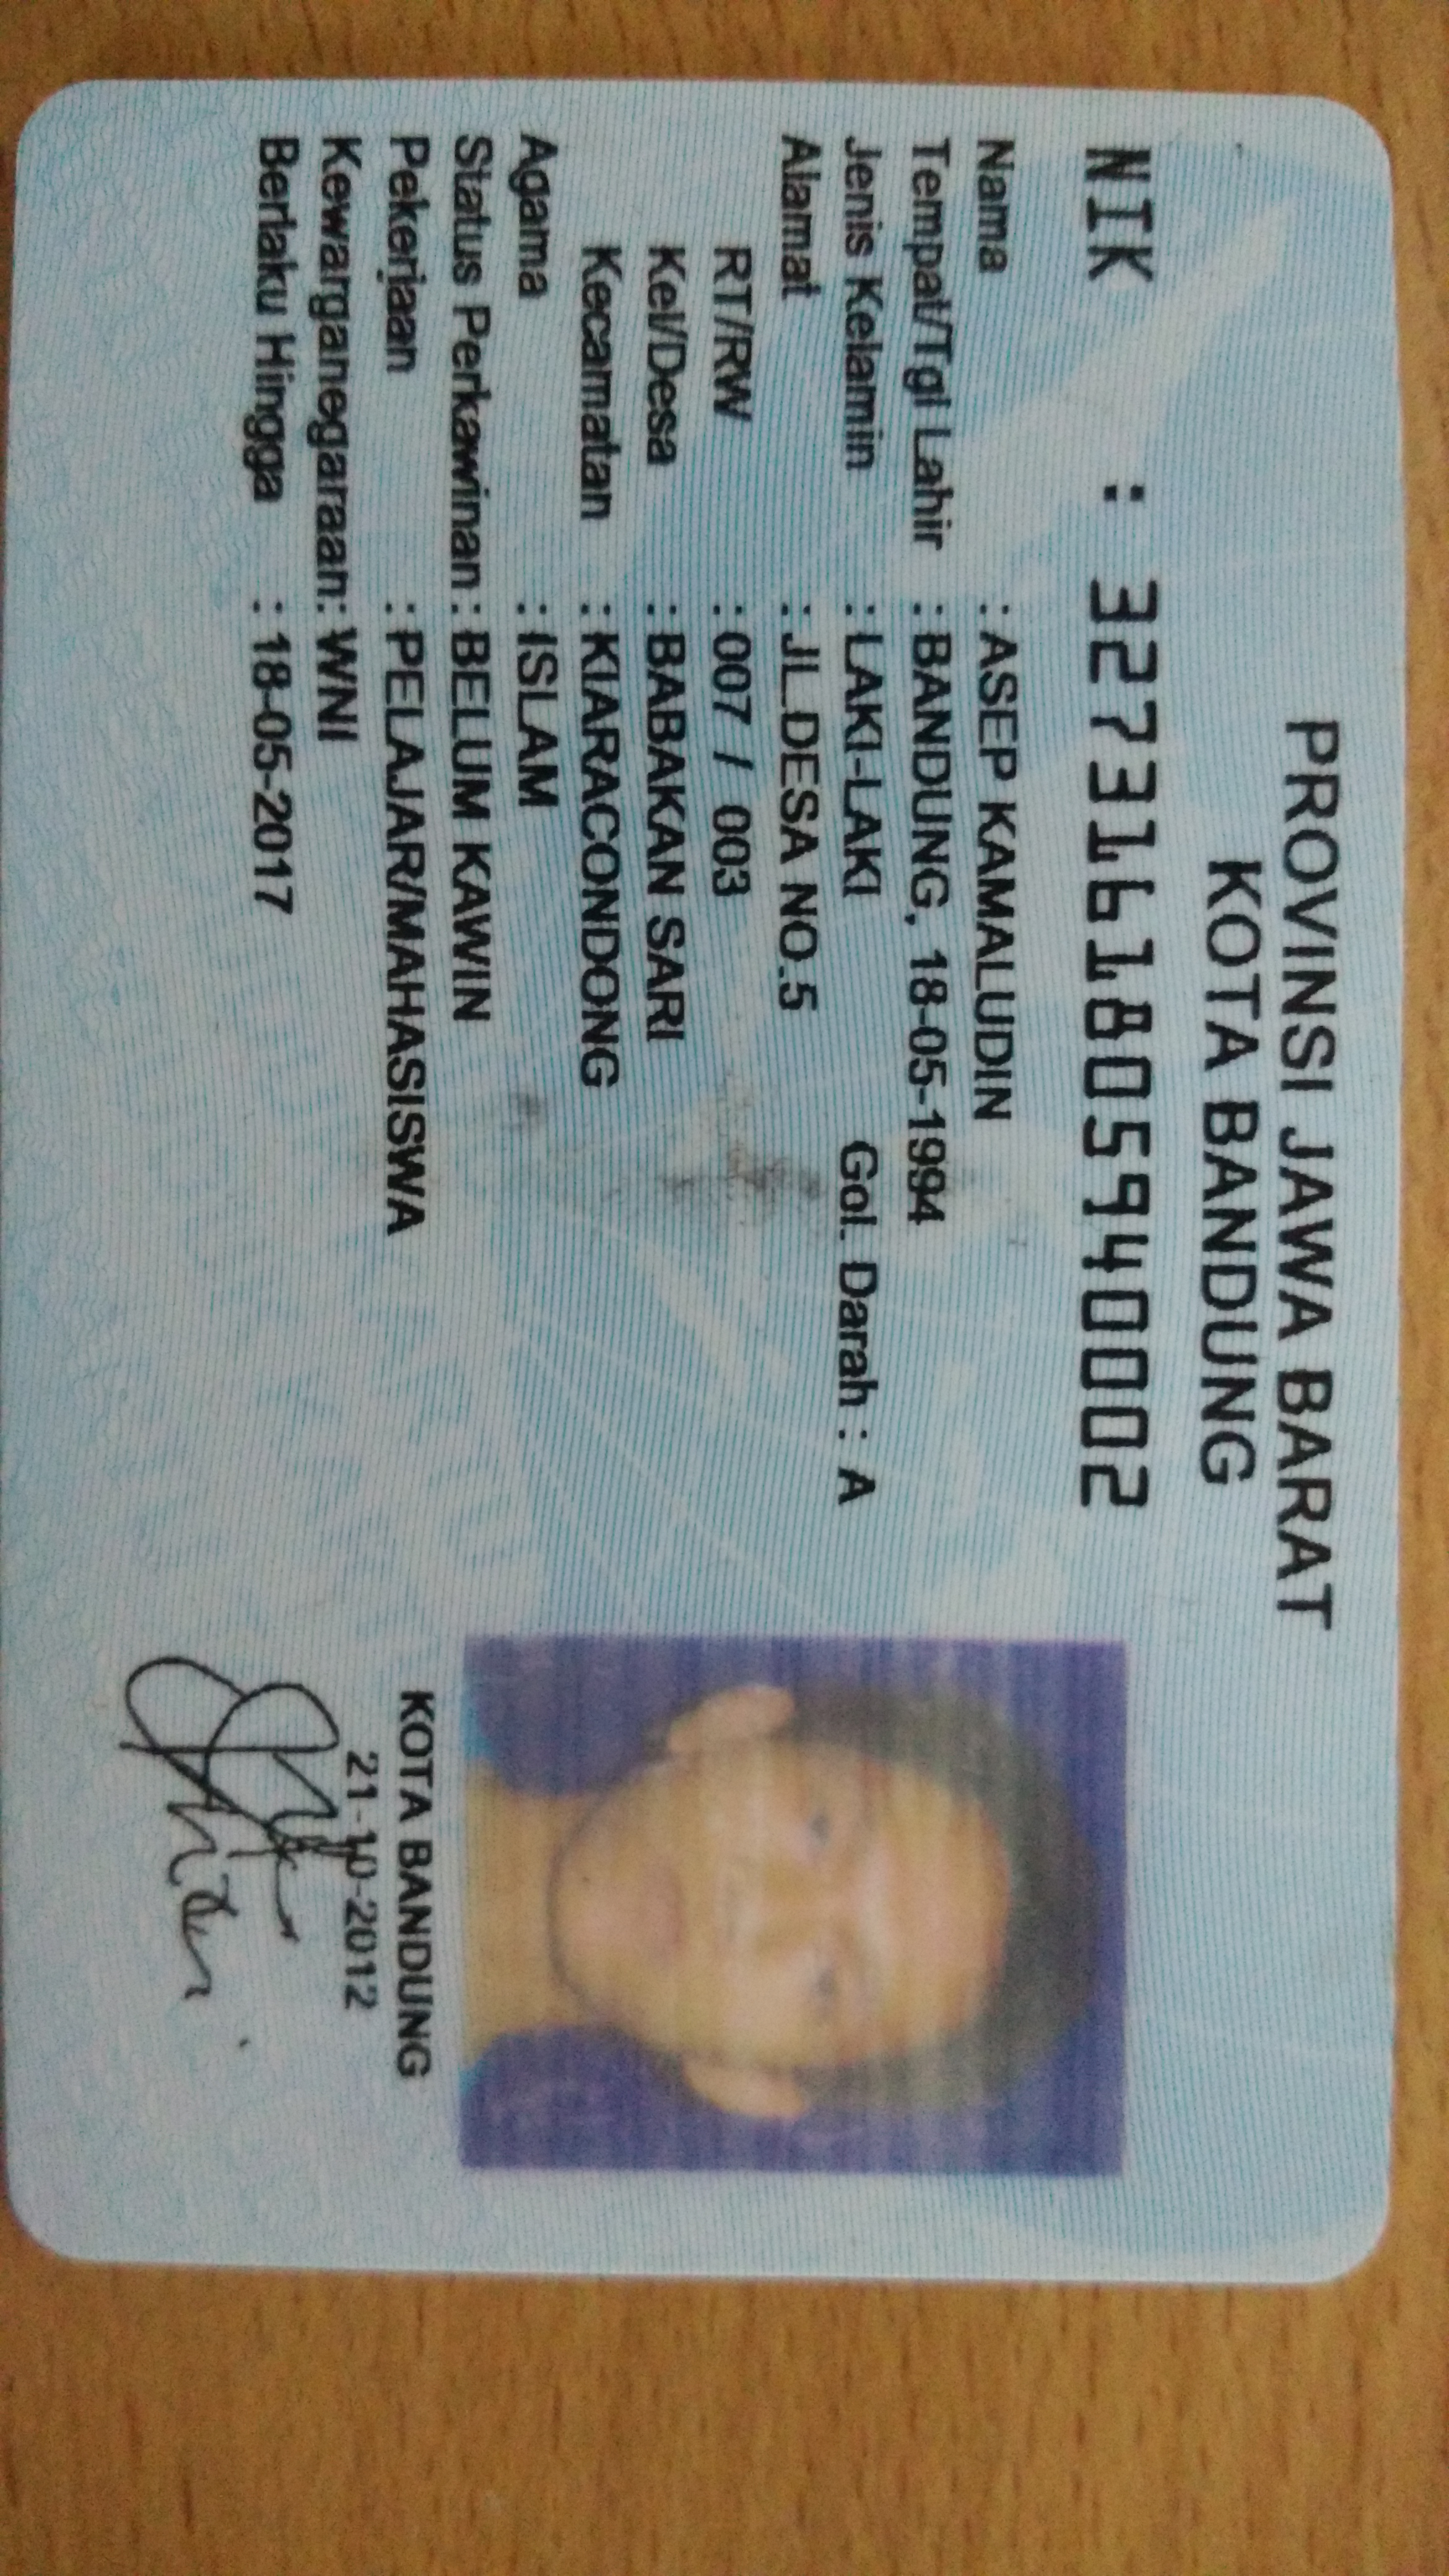 PROVINSI JAWA BARAT
KOTA BANDUNG
NIK : 3273161805940002
Nama : ASEP KAMALUDIN
Tempat/Tgl Lahir : BANDUNG, 18-05-1994
Jenis Kelamin : LAKI-LAKI Gol. Darah : A
Alamat : JL.DESA NO.5
RT/RW : 007 / 003
Kel/Desa : BABAKAN SARI
Kecamatan : KIARACONDONG
Agama : ISLAM
Status Perkawinan : BELUM KAWIN
Pekerjaan : PELAJAR/MAHASISWA
Kewarganegaraan: WNI
Berlaku Hingga : 18-05-2017
KOTA BANDUNG
21-10-2012